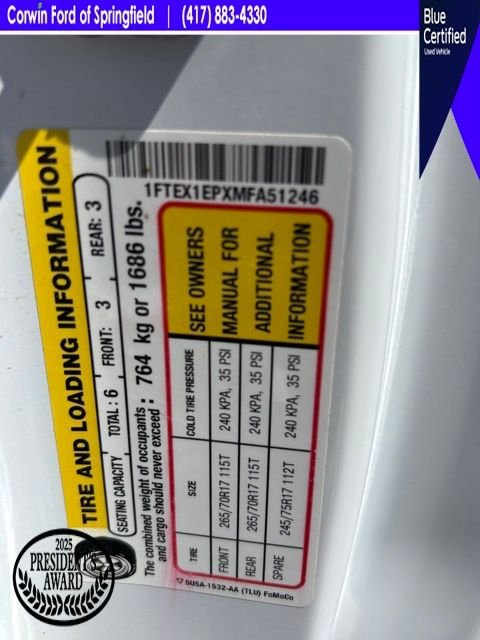 Corwin Ford of Springfield | (417) 883-4330
Blue
Certified
Used Vehicle
TIRE AND LOADING INFORMATION
SEATING CAPACITY TOTAL : 6 FRONT: 3 REAR: 3
The combined weight of occupants : 764 kg or 1686 lbs.
and cargo should never exceed :
TIRE SIZE COLD TIRE PRESSURE SEE OWNERS
FRONT 265/70R17 115T 240 KPA, 35 PSI MANUAL FOR
REAR 265/70R17 115T 240 KPA, 35 PSI ADDITIONAL
SPARE 245/75R17 112T 240 KPA, 35 PSI INFORMATION
5U5A-1532-AA (TLU) FoMoCo
1FTEX1EPXMFA51246
2025
PRESIDENT'S
AWARD